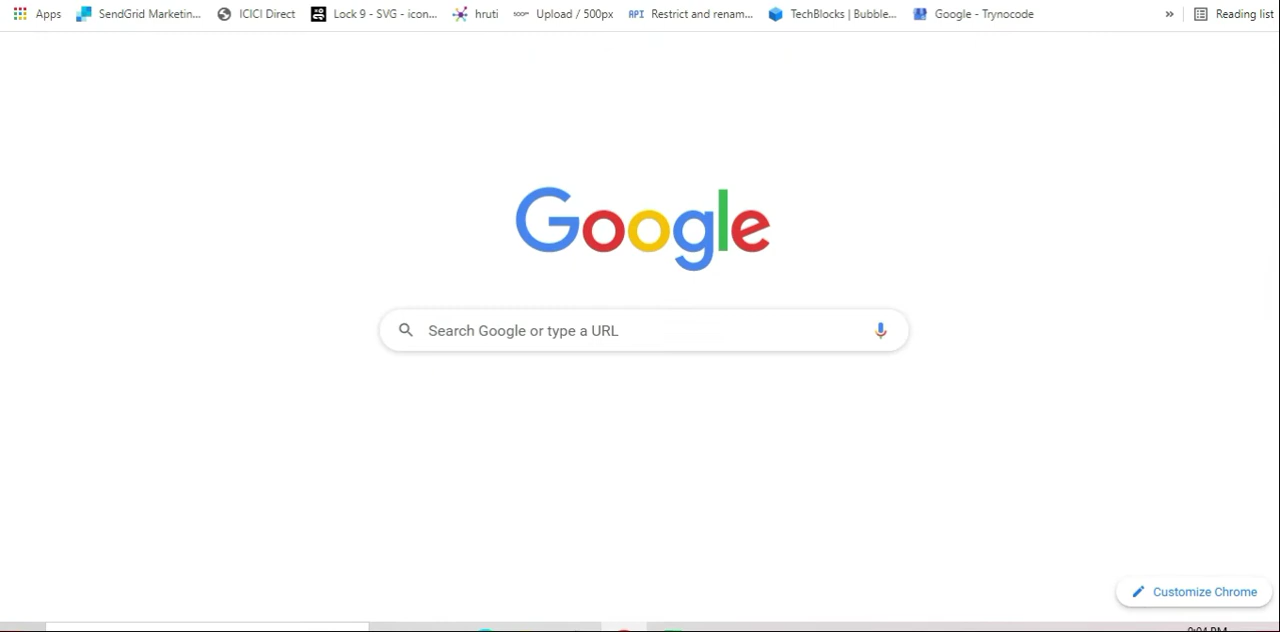 Apps SendGrid Marketin... ICICI Direct Lock 9 - SVG - icon... hruti Upload / 500px API Restrict and renam... TechBlocks | Bubble... Google - Trynocode » Reading list
Google
Search Google or type a URL
Customize Chrome